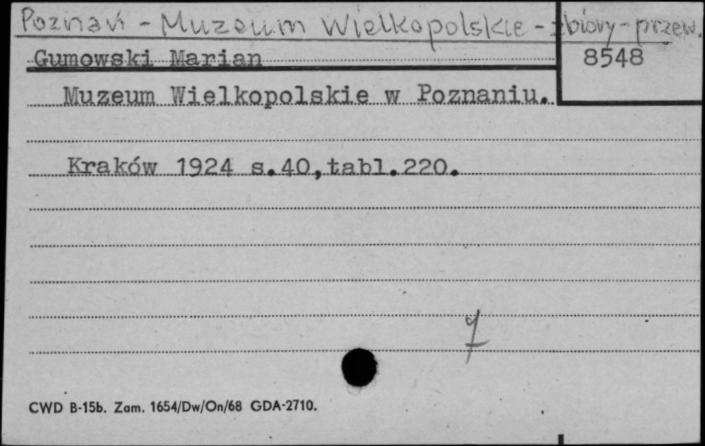 Poznań - Muzeum Wielkopolskie - zbiory - przew.
Gumowski Marian
8548
Muzeum Wielkopolskie w Poznaniu.
Kraków 1924 s.40,tabl.220.
7
CWD B-15b. Zam. 1654/Dw/On/68 GDA-2710.